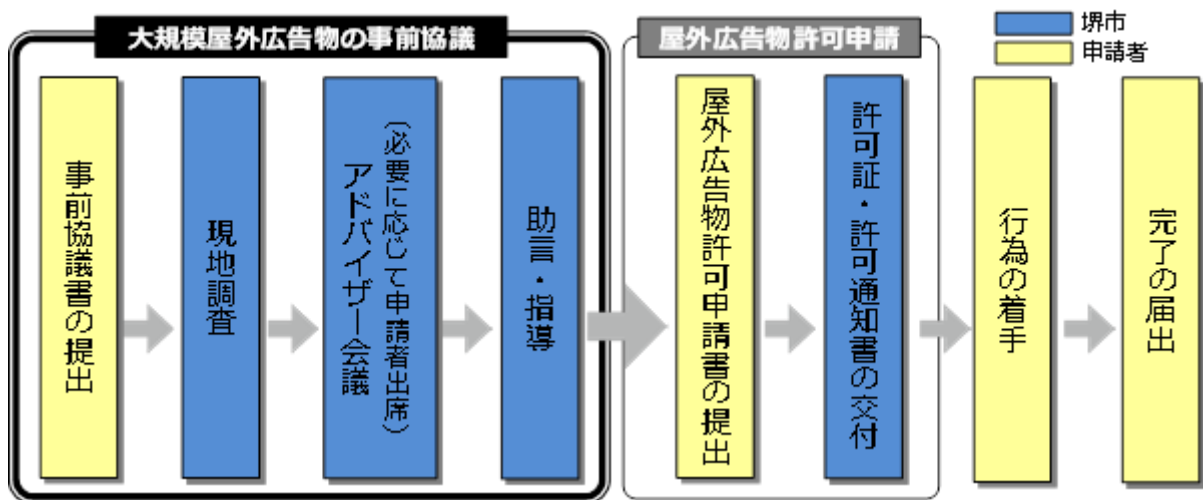 大規模屋外広告物の事前協議
屋外広告物許可申請
堺市
申請者
事前協議書の提出
現地調査
アドバイザー会議
（必要に応じて申請者出席）
助言・指導
屋外広告物許可申請書の提出
許可証・許可通知書の交付
行為の着手
完了の届出